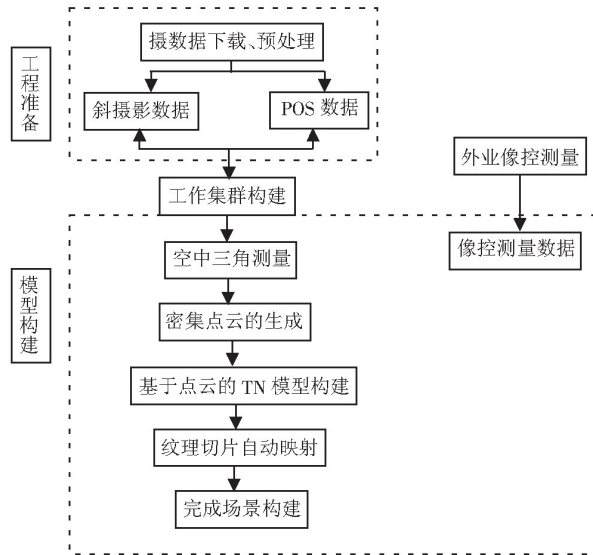 摄数据下载、预处理
工程准备
斜摄影数据
POS 数据
外业像控测量
工作集群构建
像控测量数据
空中三角测量
模型构建
密集点云的生成
基于点云的 TN 模型构建
纹理切片自动映射
完成场景构建